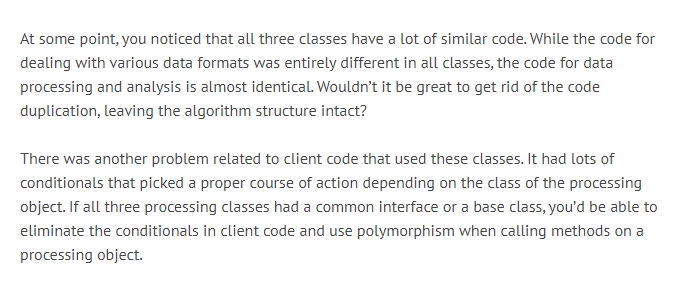 At some point, you noticed that all three classes have a lot of similar code. While the code for
dealing with various data formats was entirely different in all classes, the code for data
processing and analysis is almost identical. Wouldn’t it be great to get rid of the code
duplication, leaving the algorithm structure intact?
There was another problem related to client code that used these classes. It had lots of
conditionals that picked a proper course of action depending on the class of the processing
object. If all three processing classes had a common interface or a base class, you’d be able to
eliminate the conditionals in client code and use polymorphism when calling methods on a
processing object.